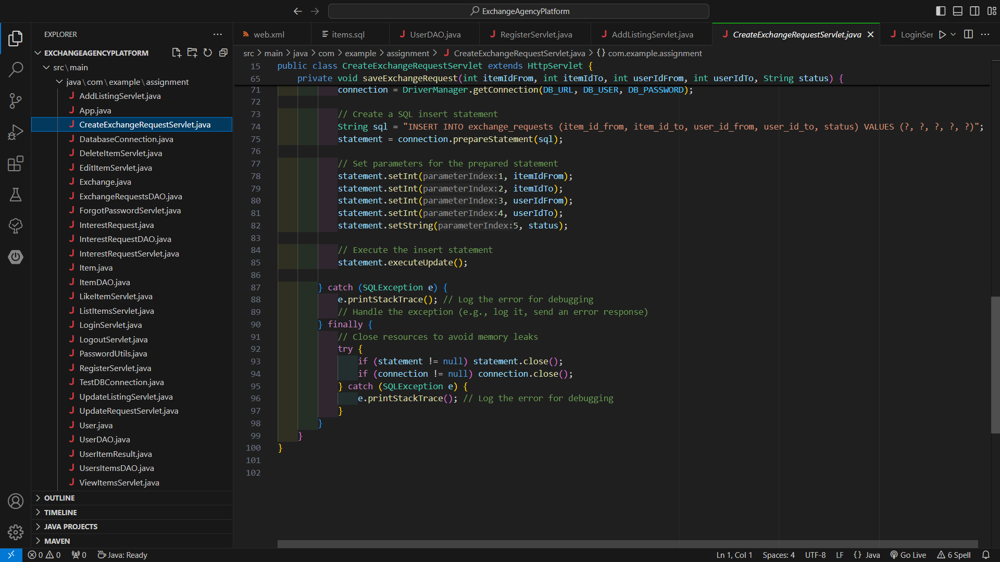 ExchangeAgencyPlatform
EXPLORER
EXCHANGEAGENCYPLATFORM
src\main
java\com\example\assignment
AddListingServlet.java
App.java
CreateExchangeRequestServlet.java
DatabaseConnection.java
DeleteItemServlet.java
EditItemServlet.java
Exchange.java
ExchangeRequestsDAO.java
ForgotPasswordServlet.java
InterestRequest.java
InterestRequestDAO.java
InterestRequestServlet.java
Item.java
ItemDAO.java
LikeItemServlet.java
ListItemsServlet.java
LoginServlet.java
LogoutServlet.java
PasswordUtils.java
RegisterServlet.java
TestDBConnection.java
UpdateListingServlet.java
UpdateRequestServlet.java
User.java
UserDAO.java
UserItemResult.java
UsersItemsDAO.java
ViewItemsServlet.java
OUTLINE
TIMELINE
JAVA PROJECTS
MAVEN
web.xml items.sql UserDAO.java RegisterServlet.java AddListingServlet.java CreateExchangeRequestServlet.java LoginSer
src > main > java > com > example > assignment > CreateExchangeRequestServlet.java > {} com.example.assignment
15 public class CreateExchangeRequestServlet extends HttpServlet {
65 private void saveExchangeRequest(int itemIdFrom, int itemIdTo, int userIdFrom, int userIdTo, String status) {
71 connection = DriverManager.getConnection(DB_URL, DB_USER, DB_PASSWORD);
72
73 // Create a SQL insert statement
74 String sql = "INSERT INTO exchange_requests (item_id_from, item_id_to, user_id_from, user_id_to, status) VALUES (?, ?, ?, ?, ?)";
75 statement = connection.prepareStatement(sql);
76
77 // Set parameters for the prepared statement
78 statement.setInt(parameterIndex:1, itemIdFrom);
79 statement.setInt(parameterIndex:2, itemIdTo);
80 statement.setInt(parameterIndex:3, userIdFrom);
81 statement.setInt(parameterIndex:4, userIdTo);
82 statement.setString(parameterIndex:5, status);
83
84 // Execute the insert statement
85 statement.executeUpdate();
86
87 } catch (SQLException e) {
88 e.printStackTrace(); // Log the error for debugging
89 // Handle the exception (e.g., log it, send an error response)
90 } finally {
91 // Close resources to avoid memory leaks
92 try {
93 if (statement != null) statement.close();
94 if (connection != null) connection.close();
95 } catch (SQLException e) {
96 e.printStackTrace(); // Log the error for debugging
97 }
98 }
99 }
100 }
101
102
0 0 0 Java: Ready Ln 1, Col 1 Spaces: 4 UTF-8 LF {} Java Go Live 6 Spell